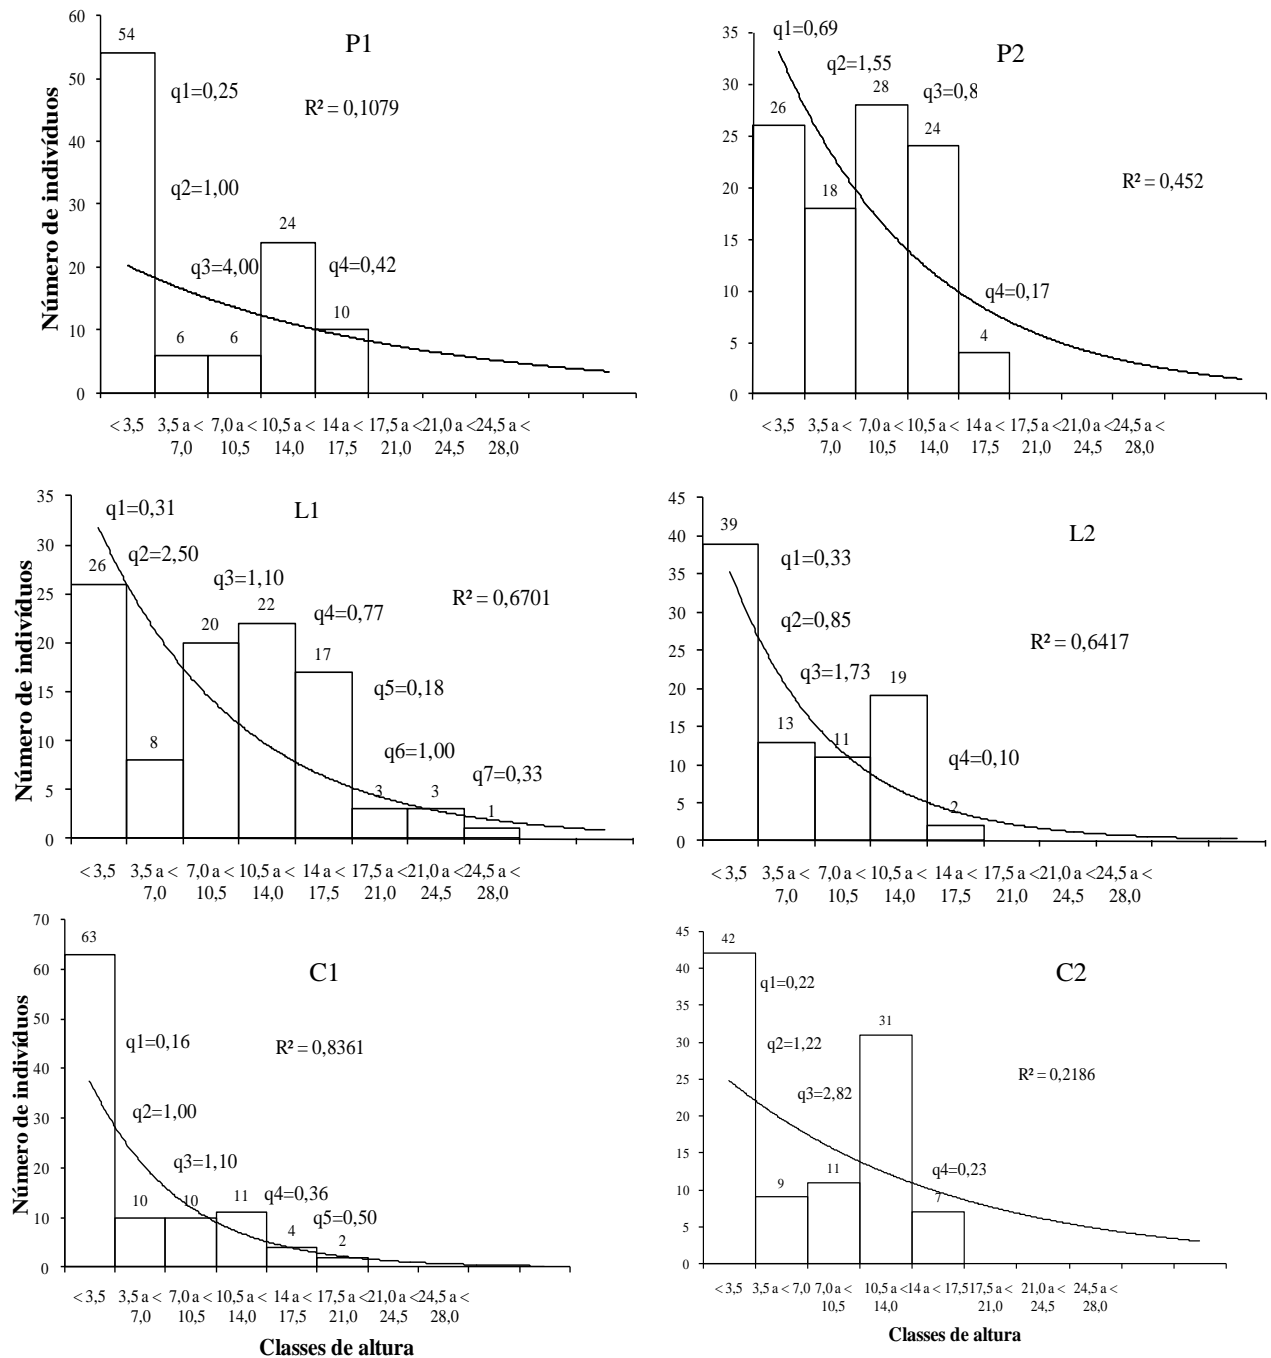 P1
Número de indivíduos
60
50
40
30
20
10
0
54
6
6
24
10
q1=0,25
q2=1,00
q3=4,00
q4=0,42
R² = 0,1079
< 3,5 3,5 a < 7,0 a < 10,5 a < 14 a < 17,5 a <21,0 a <24,5 a <
7,0 10,5 14,0 17,5 21,0 24,5 28,0
P2
35
30
25
20
15
10
5
0
26
18
28
24
4
q1=0,69
q2=1,55
q3=0,8
q4=0,17
R² = 0,452
< 3,5 3,5 a < 7,0 a < 10,5 a < 14 a < 17,5 a <21,0 a <24,5 a <
7,0 10,5 14,0 17,5 21,0 24,5 28,0
L1
Número de indivíduos
35
30
25
20
15
10
5
0
26
8
20
22
17
3
3
1
q1=0,31
q2=2,50
q3=1,10
q4=0,77
q5=0,18
q6=1,00
q7=0,33
R² = 0,6701
< 3,5 3,5 a < 7,0 a < 10,5 a < 14 a < 17,5 a <21,0 a <24,5 a <
7,0 10,5 14,0 17,5 21,0 24,5 28,0
L2
45
40
35
30
25
20
15
10
5
0
39
13
11
19
2
q1=0,33
q2=0,85
q3=1,73
q4=0,10
R² = 0,6417
< 3,5 3,5 a < 7,0 a < 10,5 a < 14 a < 17,5 a <21,0 a <24,5 a <
7,0 10,5 14,0 17,5 21,0 24,5 28,0
C1
Número de indivíduos
70
60
50
40
30
20
10
0
63
10
10
11
4
2
q1=0,16
q2=1,00
q3=1,10
q4=0,36
q5=0,50
R² = 0,8361
< 3,5 3,5 a < 7,0 a < 10,5 a < 14 a < 17,5 a <21,0 a <24,5 a <
7,0 10,5 14,0 17,5 21,0 24,5 28,0
Classes de altura
C2
45
40
35
30
25
20
15
10
5
0
42
9
11
31
7
q1=0,22
q2=1,22
q3=2,82
q4=0,23
R² = 0,2186
< 3,5 3,5 a < 7,0 7,0 a < 10,5 a <14 a < 17,517,5 a < 21,0 a < 24,5 a <
10,5 14,0 21,0 24,5 28,0
Classes de altura